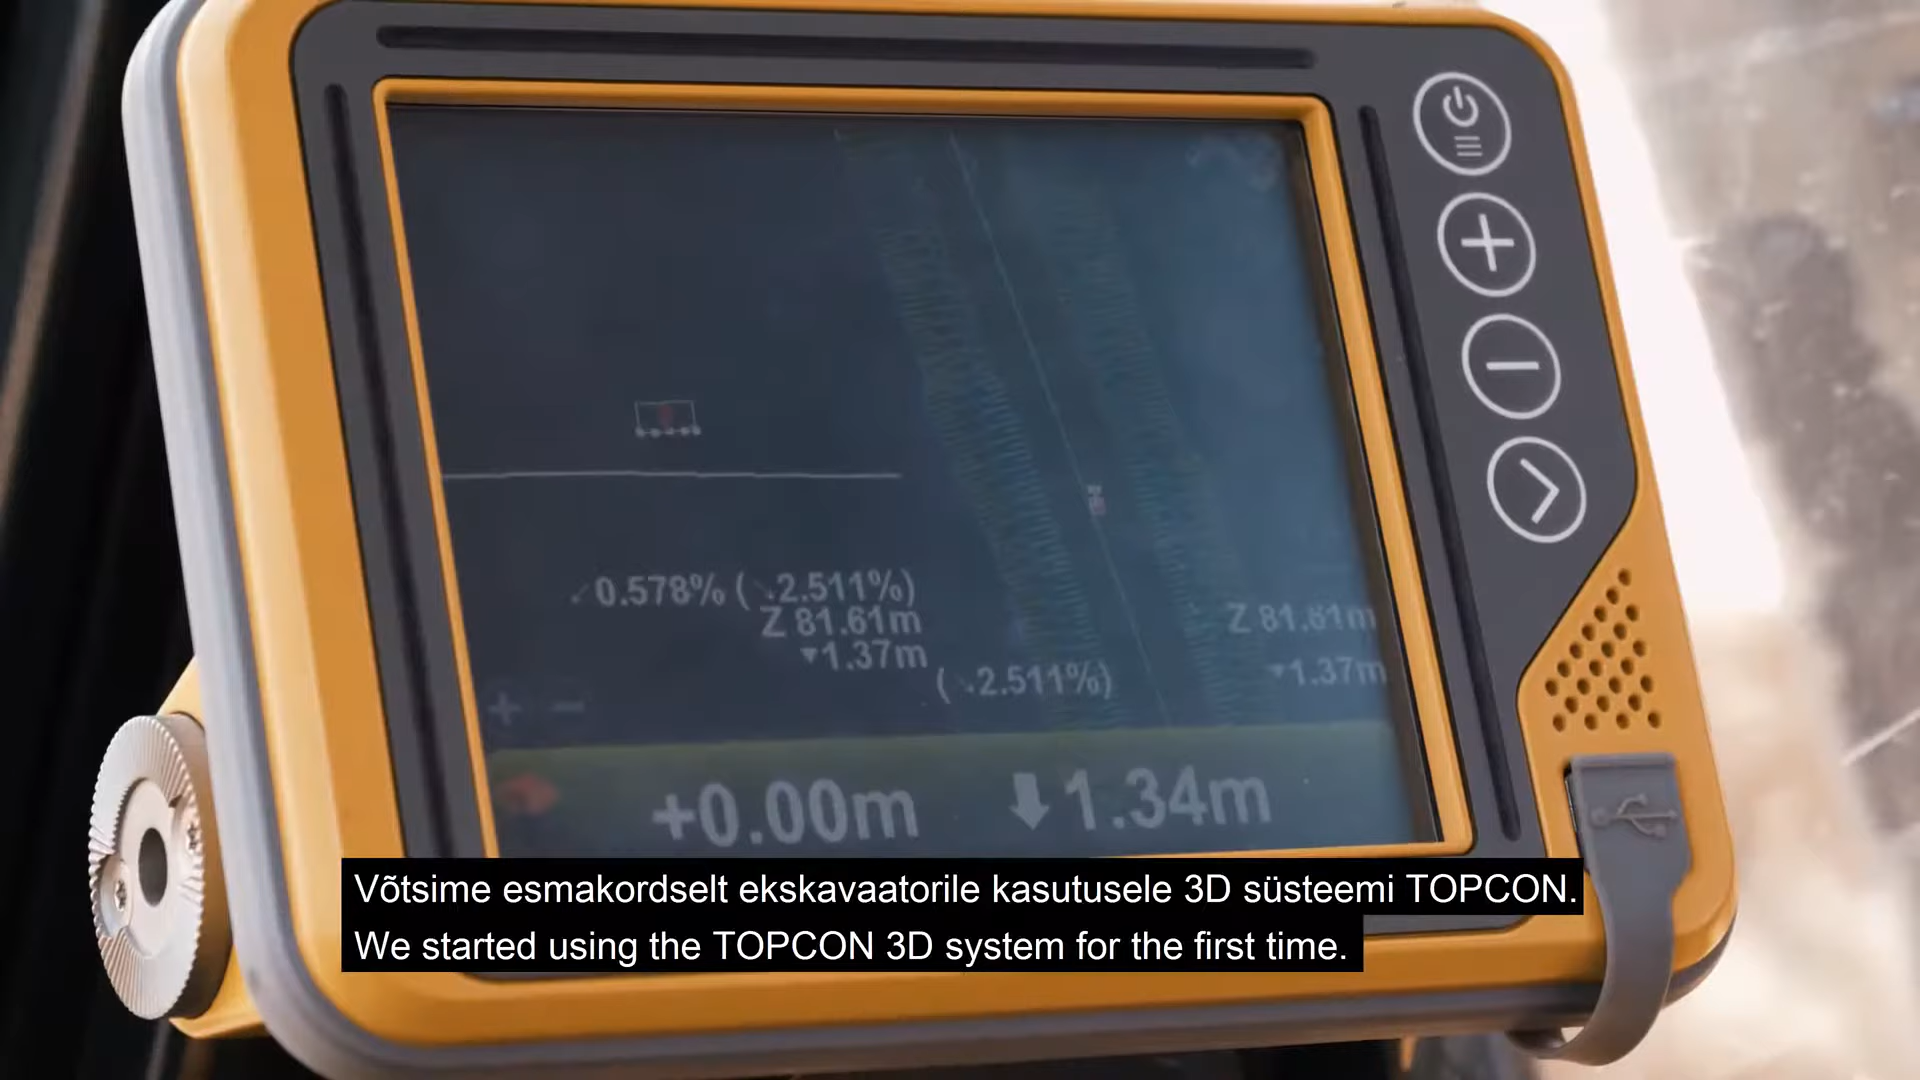 0.578% ( 2.511%)
Z 81.61m
1.37m
( -2.511%)
Z 81.61m
1.37m
+0.00m
1.34m
Võtsime esmakordselt ekskavaatorile kasutusele 3D süsteemi TOPCON.
We started using the TOPCON 3D system for the first time.